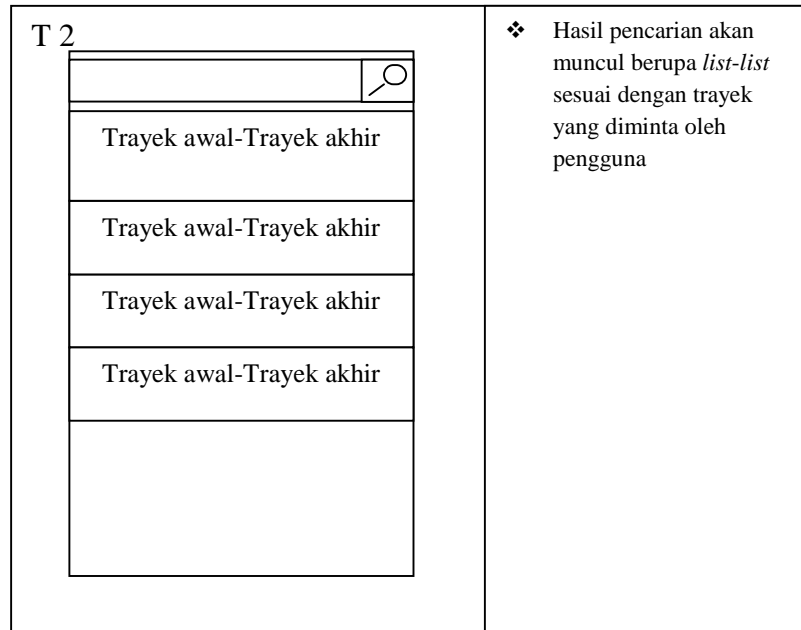 T 2
Trayek awal-Trayek akhir
Trayek awal-Trayek akhir
Trayek awal-Trayek akhir
Trayek awal-Trayek akhir
❖ Hasil pencarian akan
muncul berupa list-list
sesuai dengan trayek
yang diminta oleh
pengguna